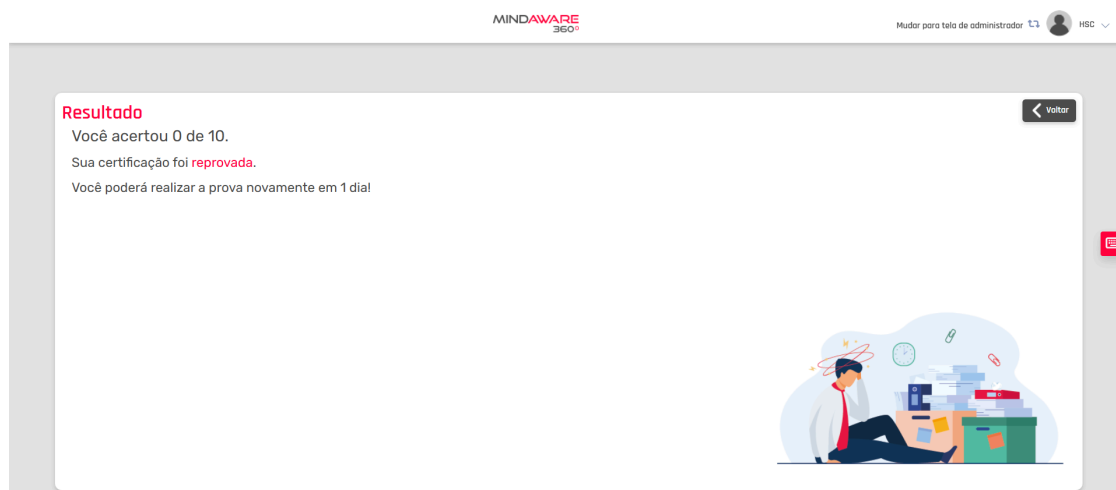 MINDAWARE
360º
Mudar para tela de administrador
HSC
Resultado
Voltar
Você acertou 0 de 10.
Sua certificação foi reprovada.
Você poderá realizar a prova novamente em 1 dia!